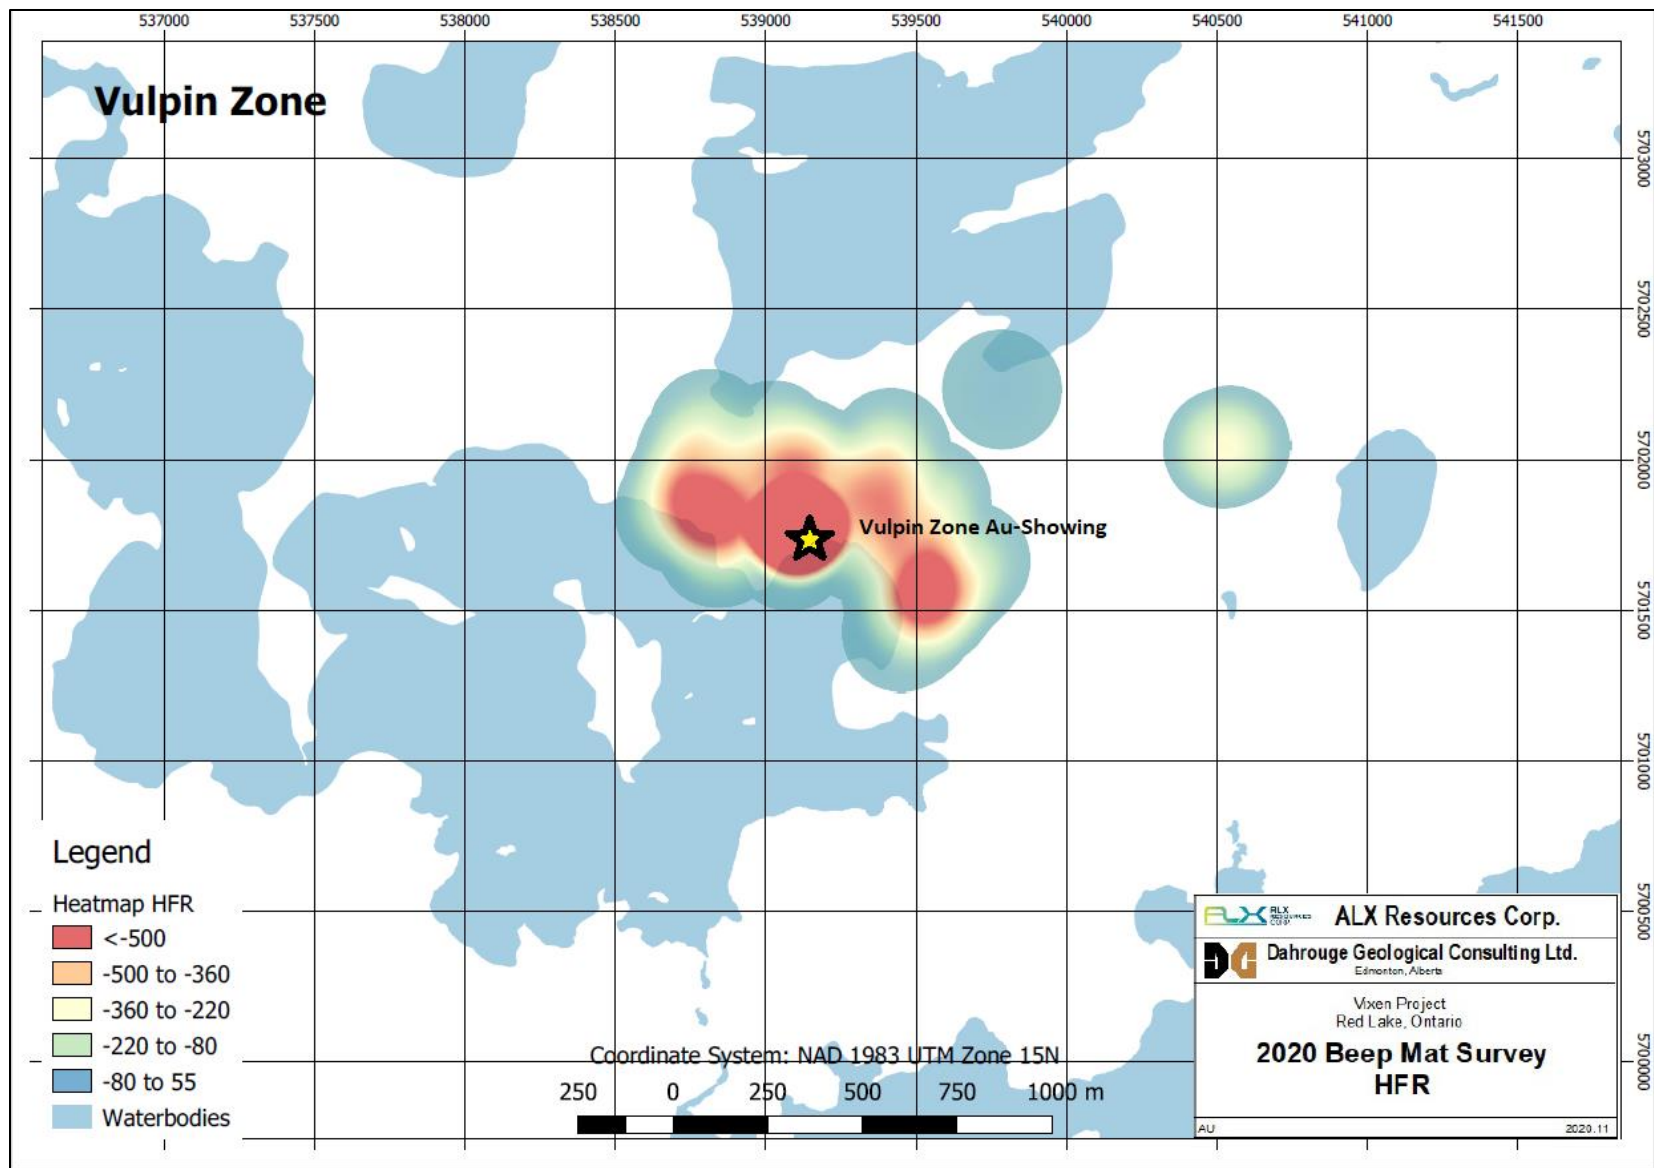 537000 537500 538000 538500 539000 539500 540000 540500 541000 541500
Vulpin Zone
5703000
5702500
5702000
Vulpin Zone Au-Showing
5701500
5701000
5700500
5700000
Legend
Heatmap HFR
<-500
-500 to -360
-360 to -220
-220 to -80
-80 to 55
Waterbodies
Coordinate System: NAD 1983 UTM Zone 15N
250 0 250 500 750 1000 m
ALX RESOURCES CORP.
ALX Resources Corp.
Dahrouge Geological Consulting Ltd.
Edmonton, Alberta
Vixen Project
Red Lake, Ontario
2020 Beep Mat Survey
HFR
AU 2020.11